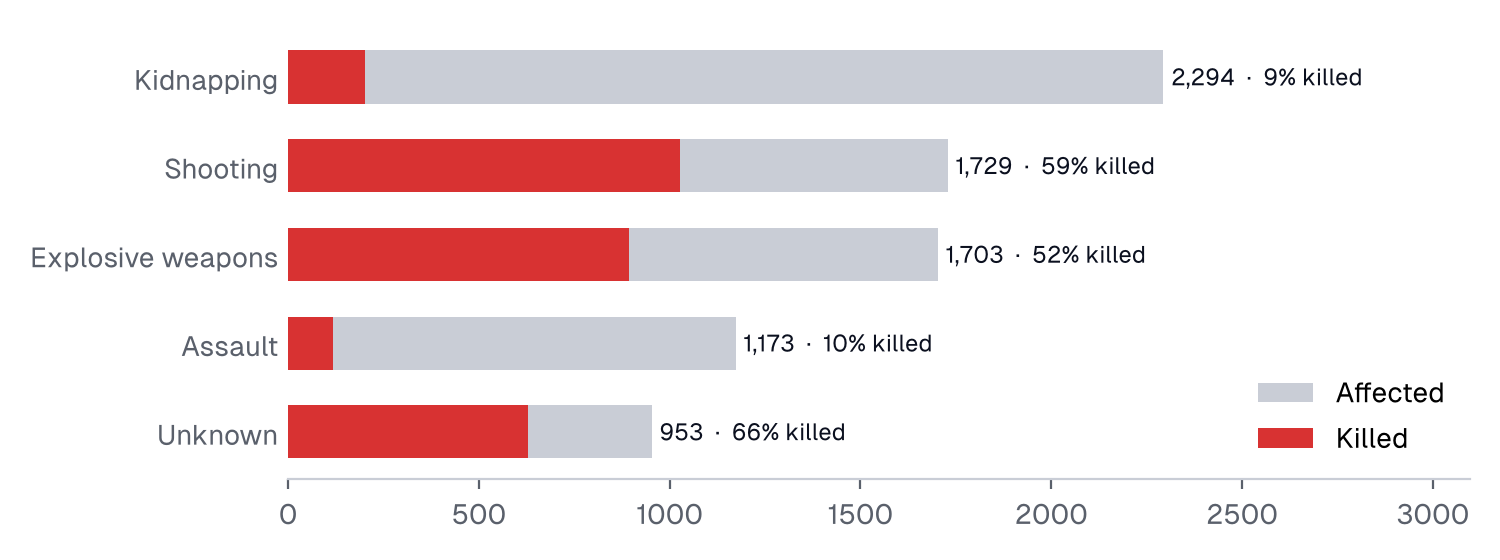 Kidnapping 2,294 · 9% killed
Shooting 1,729 · 59% killed
Explosive weapons 1,703 · 52% killed
Assault 1,173 · 10% killed
Affected
Unknown 953 · 66% killed
Killed
0 500 1000 1500 2000 2500 3000